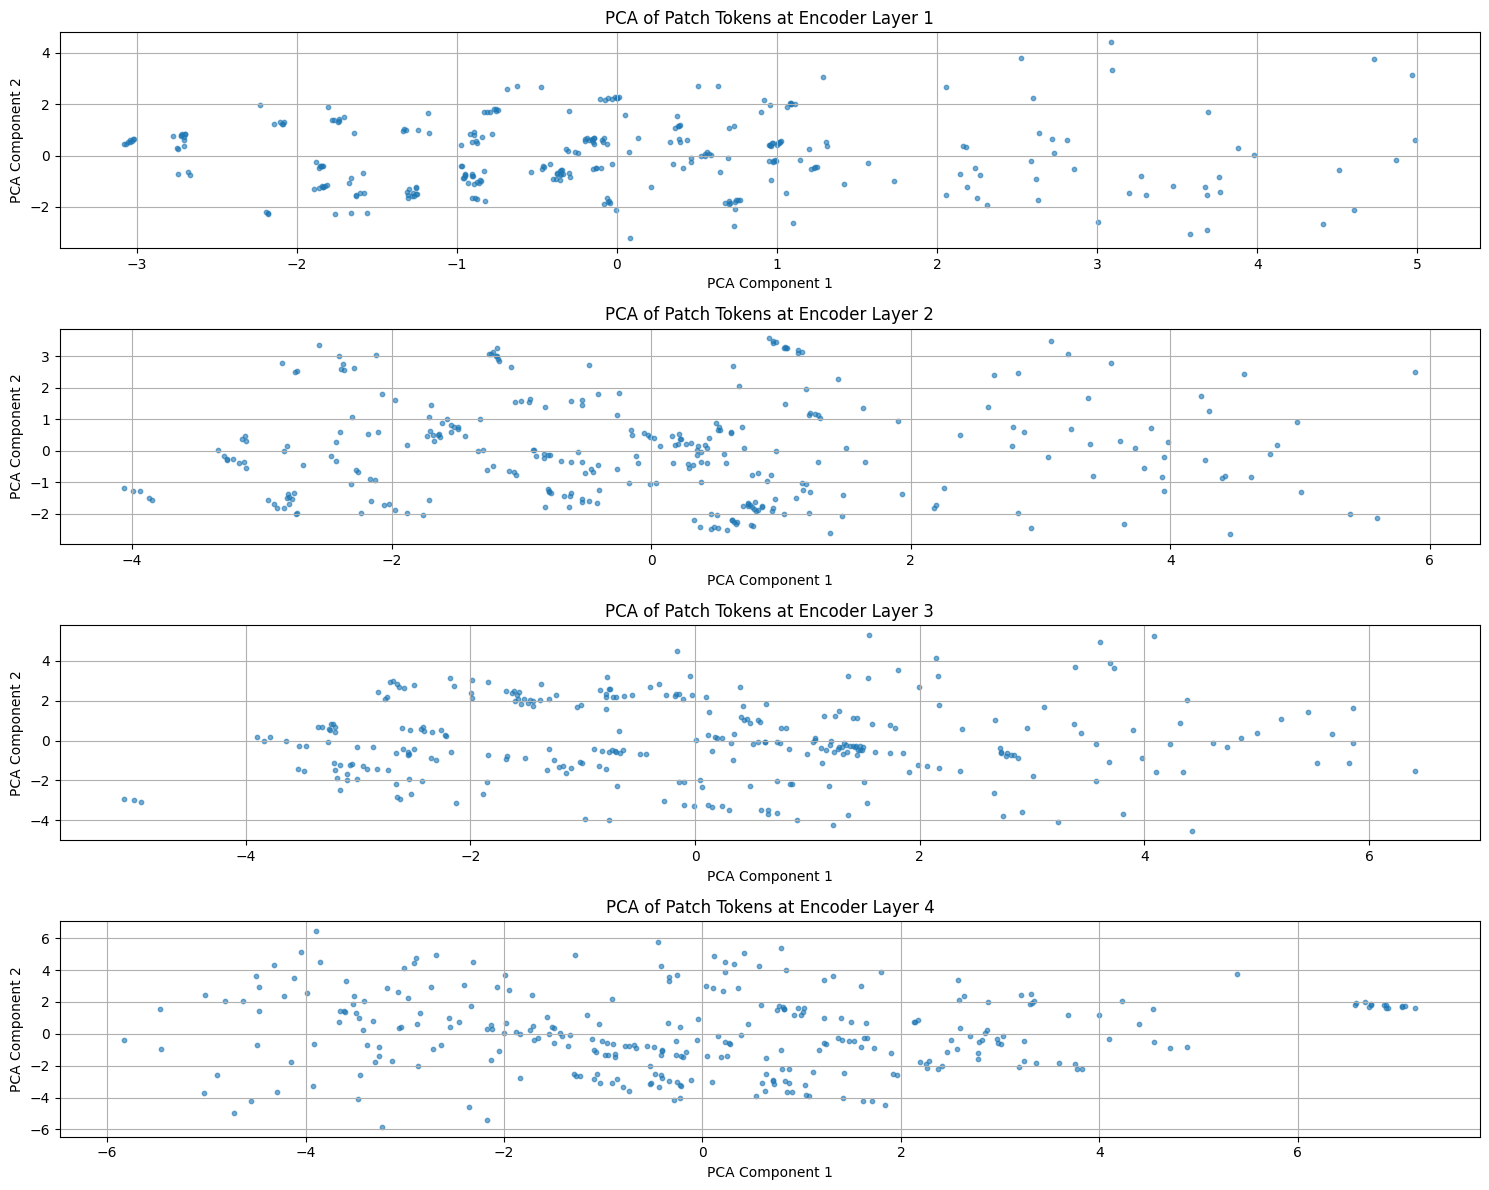 PCA of Patch Tokens at Encoder Layer 1
4
2
0
−2
PCA Component 2
−3 −2 −1 0 1 2 3 4 5
PCA Component 1
PCA of Patch Tokens at Encoder Layer 2
3
2
1
0
−1
−2
PCA Component 2
−4 −2 0 2 4 6
PCA Component 1
PCA of Patch Tokens at Encoder Layer 3
4
2
0
−2
−4
PCA Component 2
−4 −2 0 2 4 6
PCA Component 1
PCA of Patch Tokens at Encoder Layer 4
6
4
2
0
−2
−4
−6
PCA Component 2
−6 −4 −2 0 2 4 6
PCA Component 1